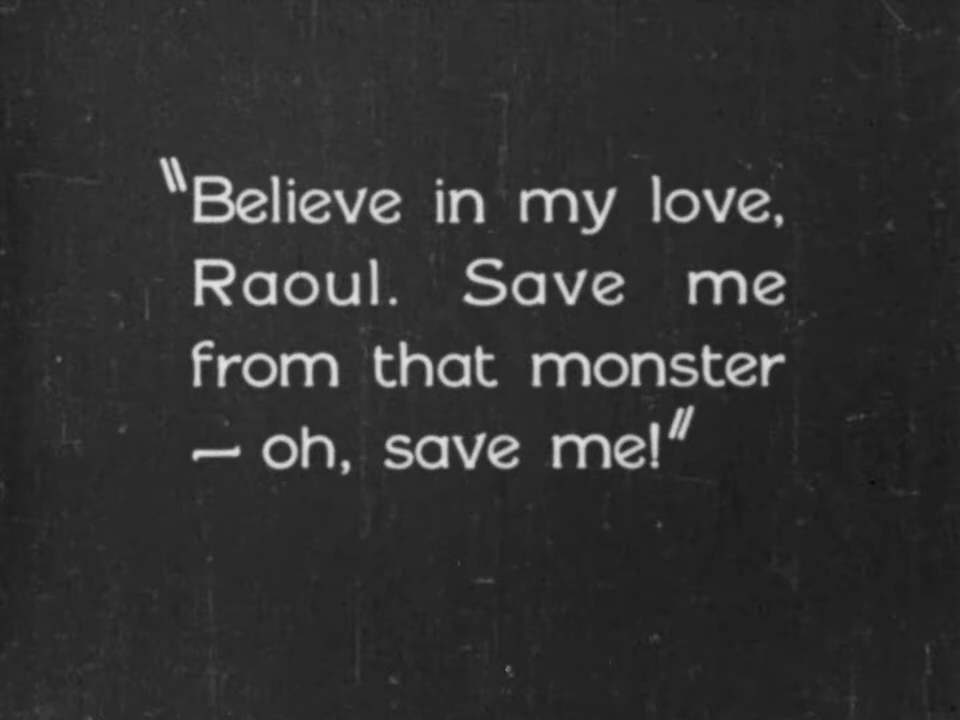 "Believe in my love,
Raoul. Save me
from that monster
— oh, save me!"